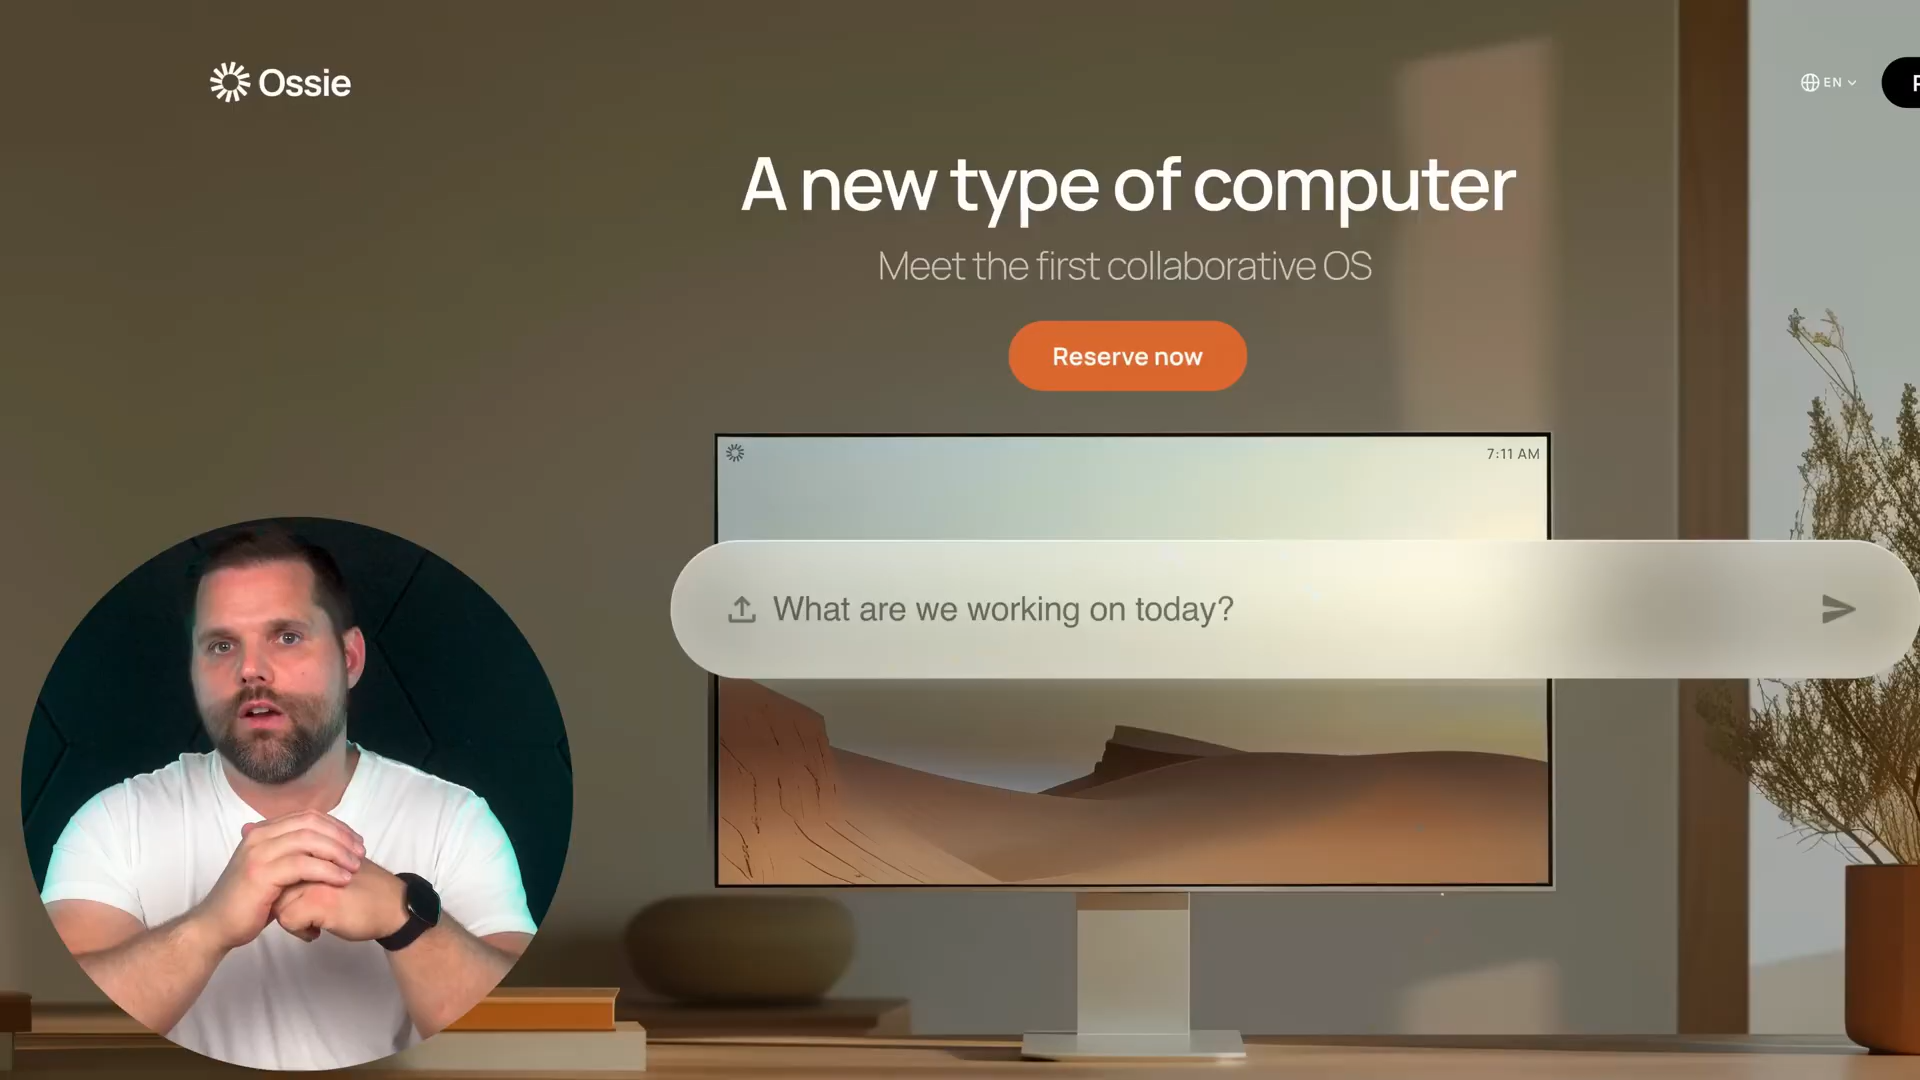 Ossie
EN
A new type of computer
Meet the first collaborative OS
Reserve now
7:11 AM
What are we working on today?